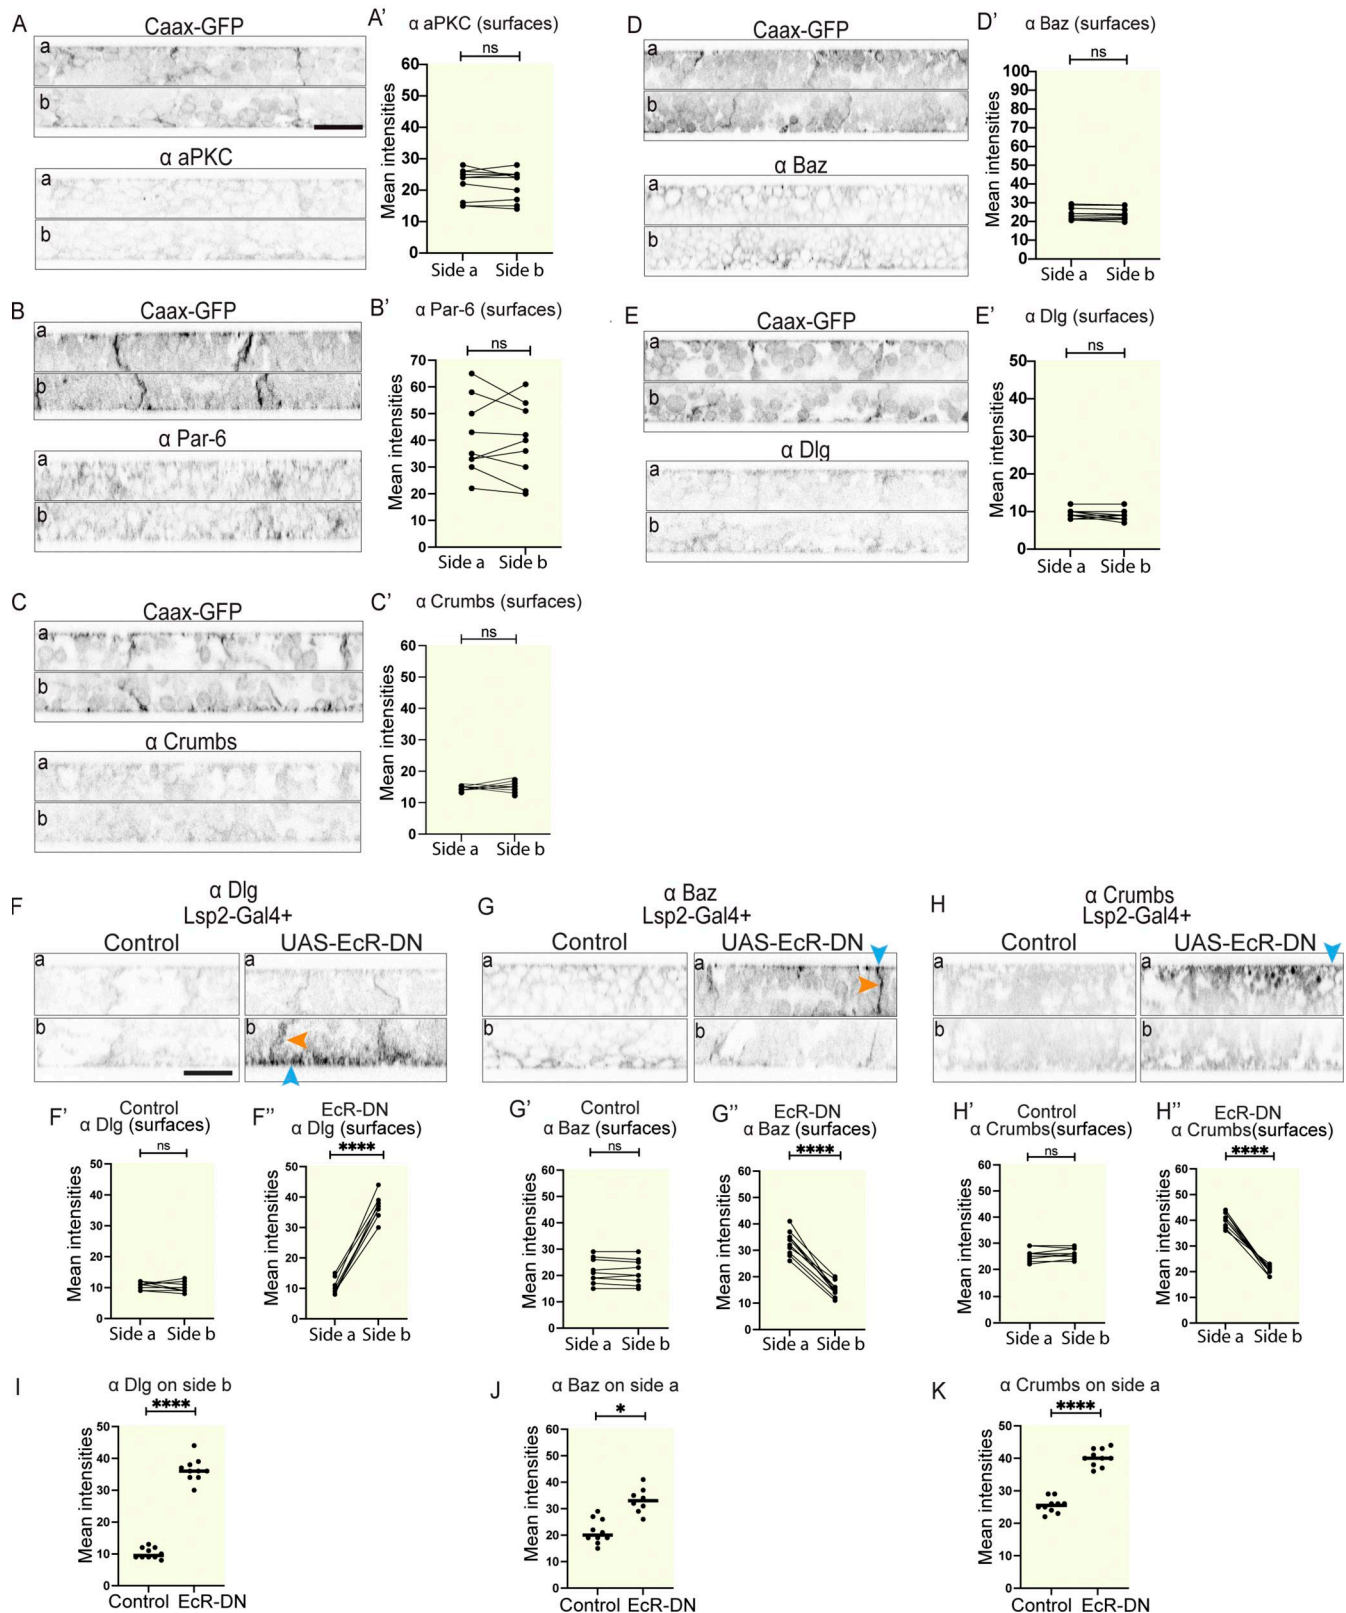 A
Caax-GFP
a
b
α aPKC
a
b
A'
α aPKC (surfaces)
ns
Mean intensities
60
50
40
30
20
10
0
Side a Side b
D
Caax-GFP
a
b
α Baz
a
b
D'
α Baz (surfaces)
ns
Mean intensities
100
90
80
70
60
50
40
30
20
10
0
Side a Side b
B
Caax-GFP
a
b
α Par-6
a
b
B'
α Par-6 (surfaces)
ns
Mean intensities
70
60
50
40
30
20
10
0
Side a Side b
E
Caax-GFP
a
b
α Dlg
a
b
E'
α Dlg (surfaces)
ns
Mean intensities
50
40
30
20
10
0
Side a Side b
C
Caax-GFP
a
b
α Crumbs
a
b
C'
α Crumbs (surfaces)
ns
Mean intensities
60
50
40
30
20
10
0
Side a Side b
F
α Dlg
Lsp2-Gal4+
Control UAS-EcR-DN
a a
b b
G
α Baz
Lsp2-Gal4+
Control UAS-EcR-DN
a a
b b
H
α Crumbs
Lsp2-Gal4+
Control UAS-EcR-DN
a a
b b
F'
Control
α Dlg (surfaces)
ns
Mean intensities
50
40
30
20
10
0
Side a Side b
F''
EcR-DN
α Dlg (surfaces)
****
50
40
30
20
10
0
Side a Side b
G'
Control
α Baz (surfaces)
ns
Mean intensities
60
50
40
30
20
10
0
Side a Side b
G''
EcR-DN
α Baz (surfaces)
****
60
50
40
30
20
10
0
Side a Side b
H'
Control
α Crumbs(surfaces)
ns
Mean intensities
60
50
40
30
20
10
0
Side a Side b
H''
EcR-DN
α Crumbs(surfaces)
****
60
50
40
30
20
10
0
Side a Side b
I
α Dlg on side b
****
Mean intensities
50
40
30
20
10
0
Control EcR-DN
J
α Baz on side a
*
Mean intensities
60
50
40
30
20
10
0
Control EcR-DN
K
α Crumbs on side a
****
Mean intensities
50
40
30
20
10
0
Control EcR-DN